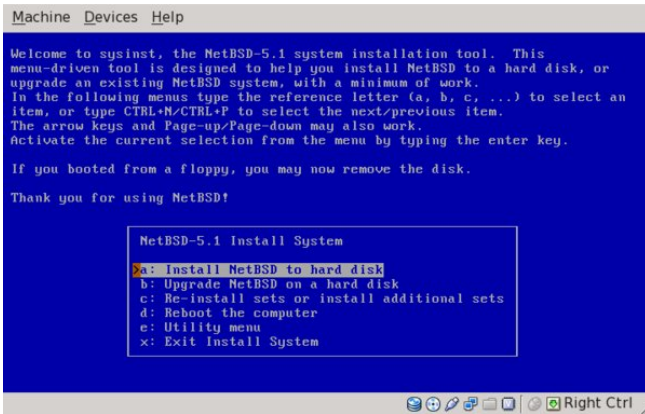 Machine Devices Help
Welcome to sysinst, the NetBSD-5.1 system installation tool. This
menu-driven tool is designed to help you install NetBSD to a hard disk, or
upgrade an existing NetBSD system, with a minimum of work.
In the following menus type the reference letter (a, b, c, ...) to select an
item, or type CTRL+N/CTRL+P to select the next/previous item.
The arrow keys and Page-up/Page-down may also work.
Activate the current selection from the menu by typing the enter key.
If you booted from a floppy, you may now remove the disk.
Thank you for using NetBSD!
NetBSD-5.1 Install System
>a: Install NetBSD to hard disk
b: Upgrade NetBSD on a hard disk
c: Re-install sets or install additional sets
d: Reboot the computer
e: Utility menu
x: Exit Install System
Right Ctrl